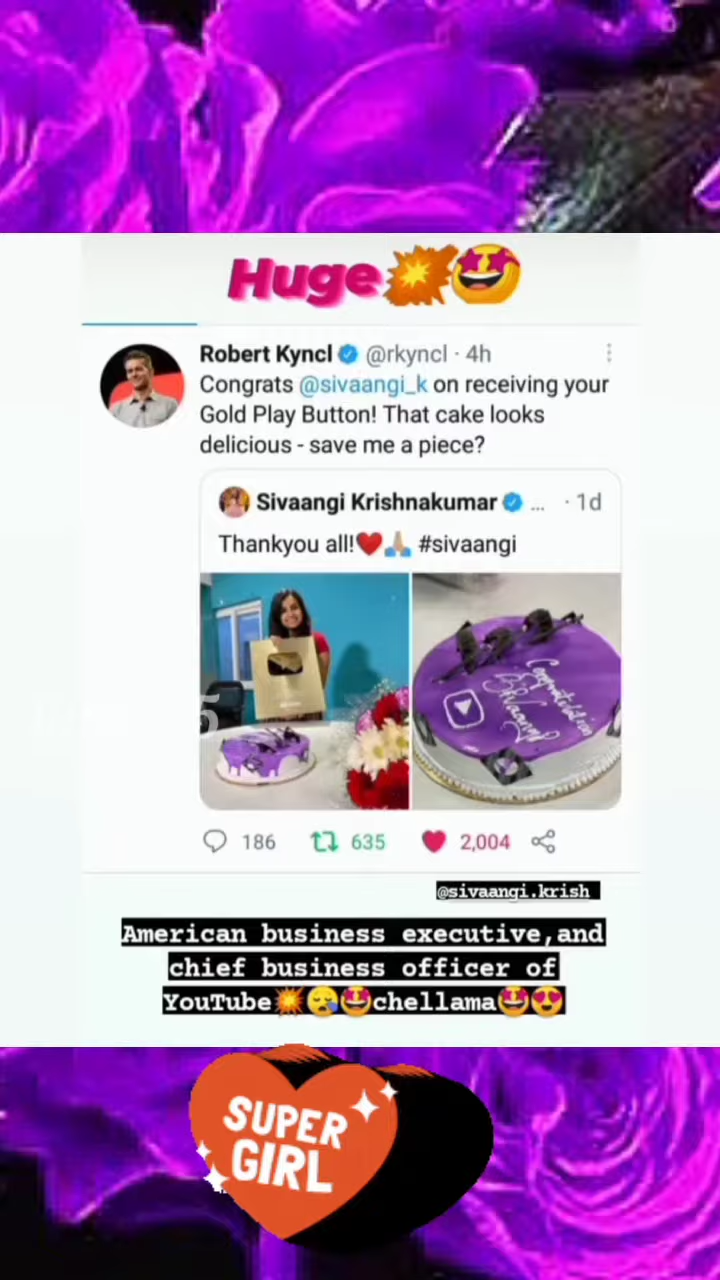 Huge💥🤩
Robert Kyncl @rkyncl · 4h
Congrats @sivaangi_k on receiving your
Gold Play Button! That cake looks
delicious - save me a piece?
Sivaangi Krishnakumar ... · 1d
Thankyou all!❤️🙏🏼 #sivaangi
Congratulation
Shivaangi
186 635 2,004
@sivaangi.krish
American business executive,and
chief business officer of
YouTube💥😪🤩chellama🤩😍
SUPER
GIRL